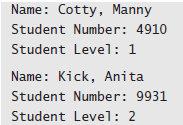 Name: Cotty, Manny
Student Number: 4910
Student Level: 1
Name: Kick, Anita
Student Number: 9931
Student Level: 2